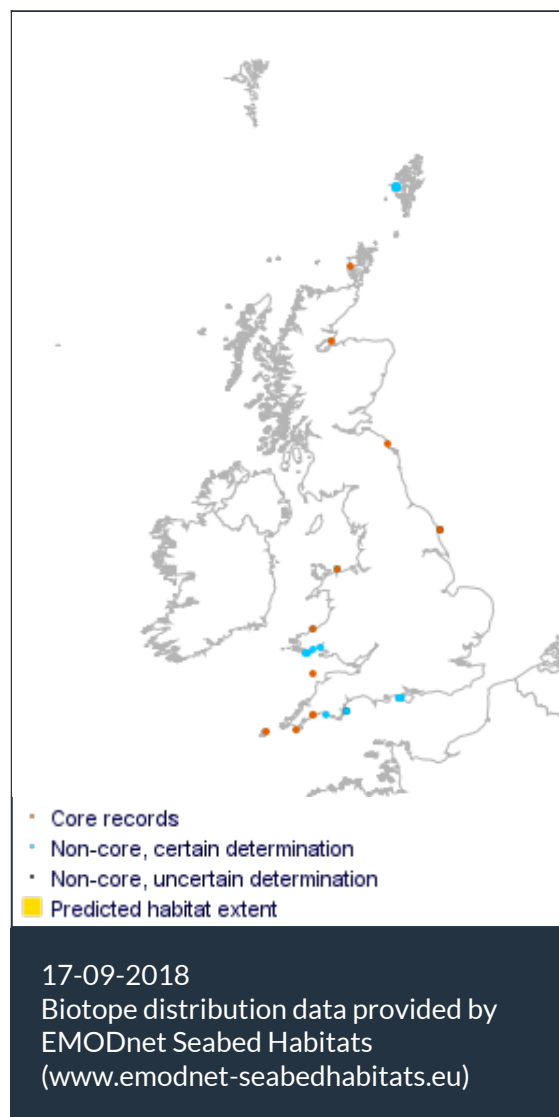 Core records
Non-core, certain determination
Non-core, uncertain determination
Predicted habitat extent
17-09-2018
Biotope distribution data provided by
EMODnet Seabed Habitats
(www.emodnet-seabedhabitats.eu)